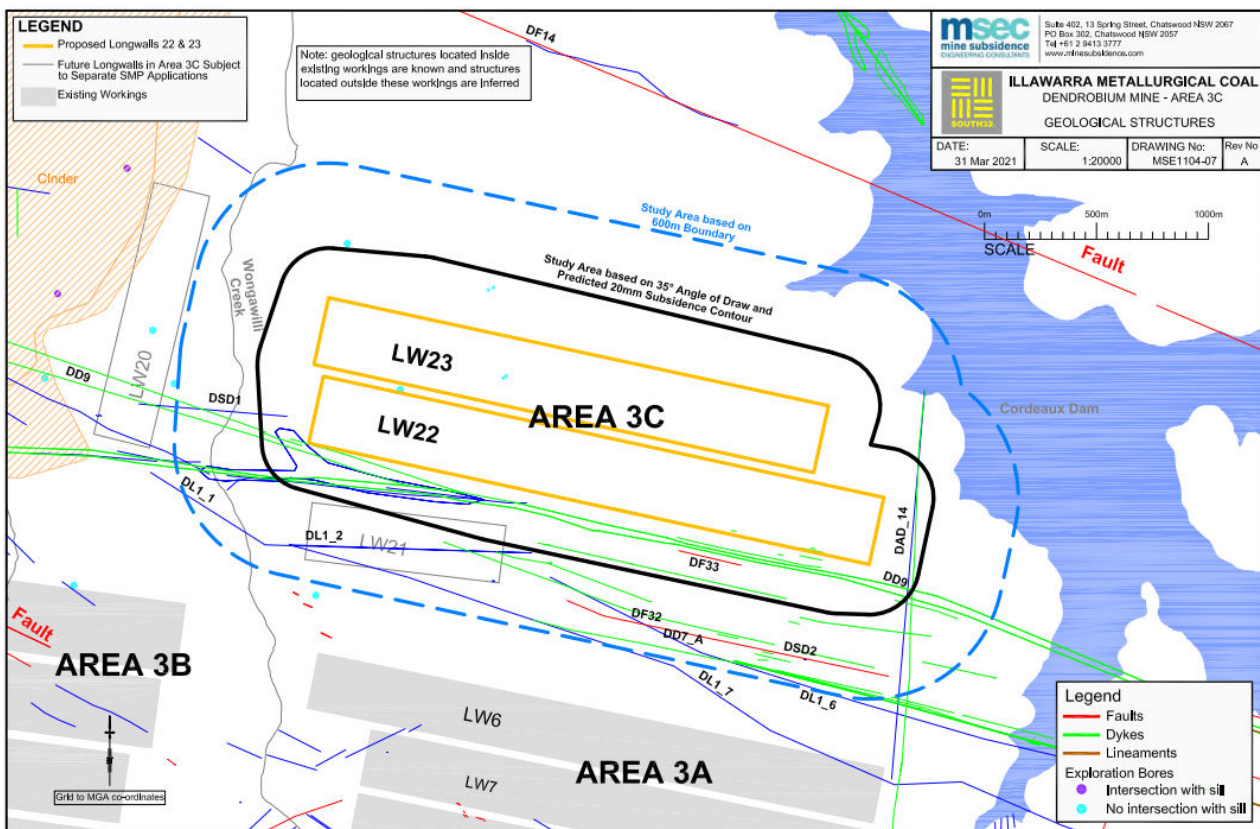 LEGEND
Proposed Longwalls 22 & 23
Future Longwalls in Area 3C Subject
to Separate SMP Applications
Existing Workings
Note: geological structures located inside
existing workings are known and structures
located outside these workings are inferred
DF14
msec
mine subsidence
ENGINEERING CONSULTANTS
Suite 402, 13 Spring Street, Chatswood NSW 2067
PO Box 302, Chatswood NSW 2057
Tel +61 2 9413 3777
www.minesubsidence.com
SOUTH32
ILLAWARRA METALLURGICAL COAL
DENDROBIUM MINE - AREA 3C
GEOLOGICAL STRUCTURES
DATE:
31 Mar 2021
SCALE:
1:20000
DRAWING No:
MSE1104-07
Rev No
A
Cinder
Study Area based on
600m Boundary
0m
500m
1000m
SCALE
Fault
Wongawilli
Creek
Study Area based on 35° Angle of Draw and
Predicted 20mm Subsidence Contour
LW20
DD9
DSD1
LW23
LW22
AREA 3C
Cordeaux Dam
DL1_1
DL1_2
LW21
DAD_14
DF33
DD9
DF32
DD7_A
DSD2
DL1_7
DL1_6
Fault
AREA 3B
LW6
LW7
AREA 3A
Grid to MGA co-ordinates
Legend
Faults
Dykes
Lineaments
Exploration Bores
Intersection with sill
No intersection with sill